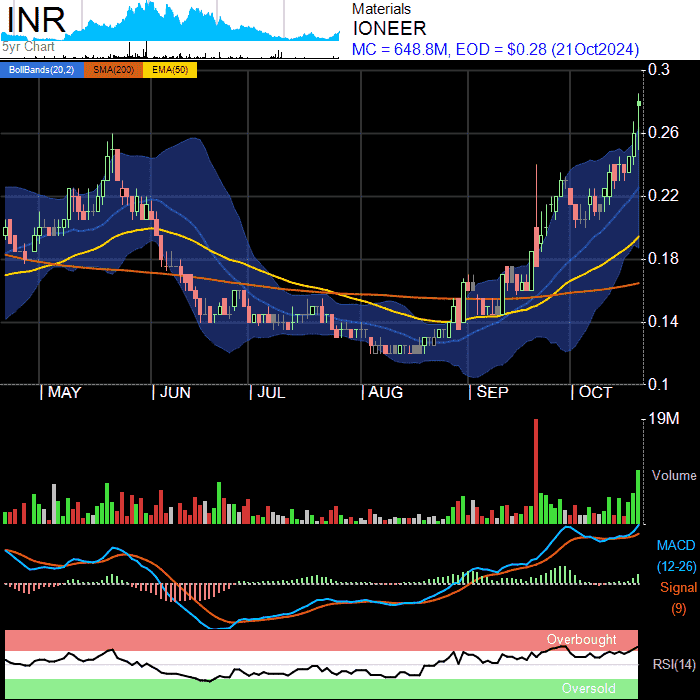 INR
5yr Chart
Materials
IONEER
MC = 648.8M, EOD = $0.28 (21Oct2024)
BollBands(20,2) SMA(200) EMA(50)
0.3
0.26
0.22
0.18
0.14
0.1
MAY JUN JUL AUG SEP OCT
19M
Volume
MACD
(12-26)
Signal
(9)
Overbought
RSI(14)
Oversold